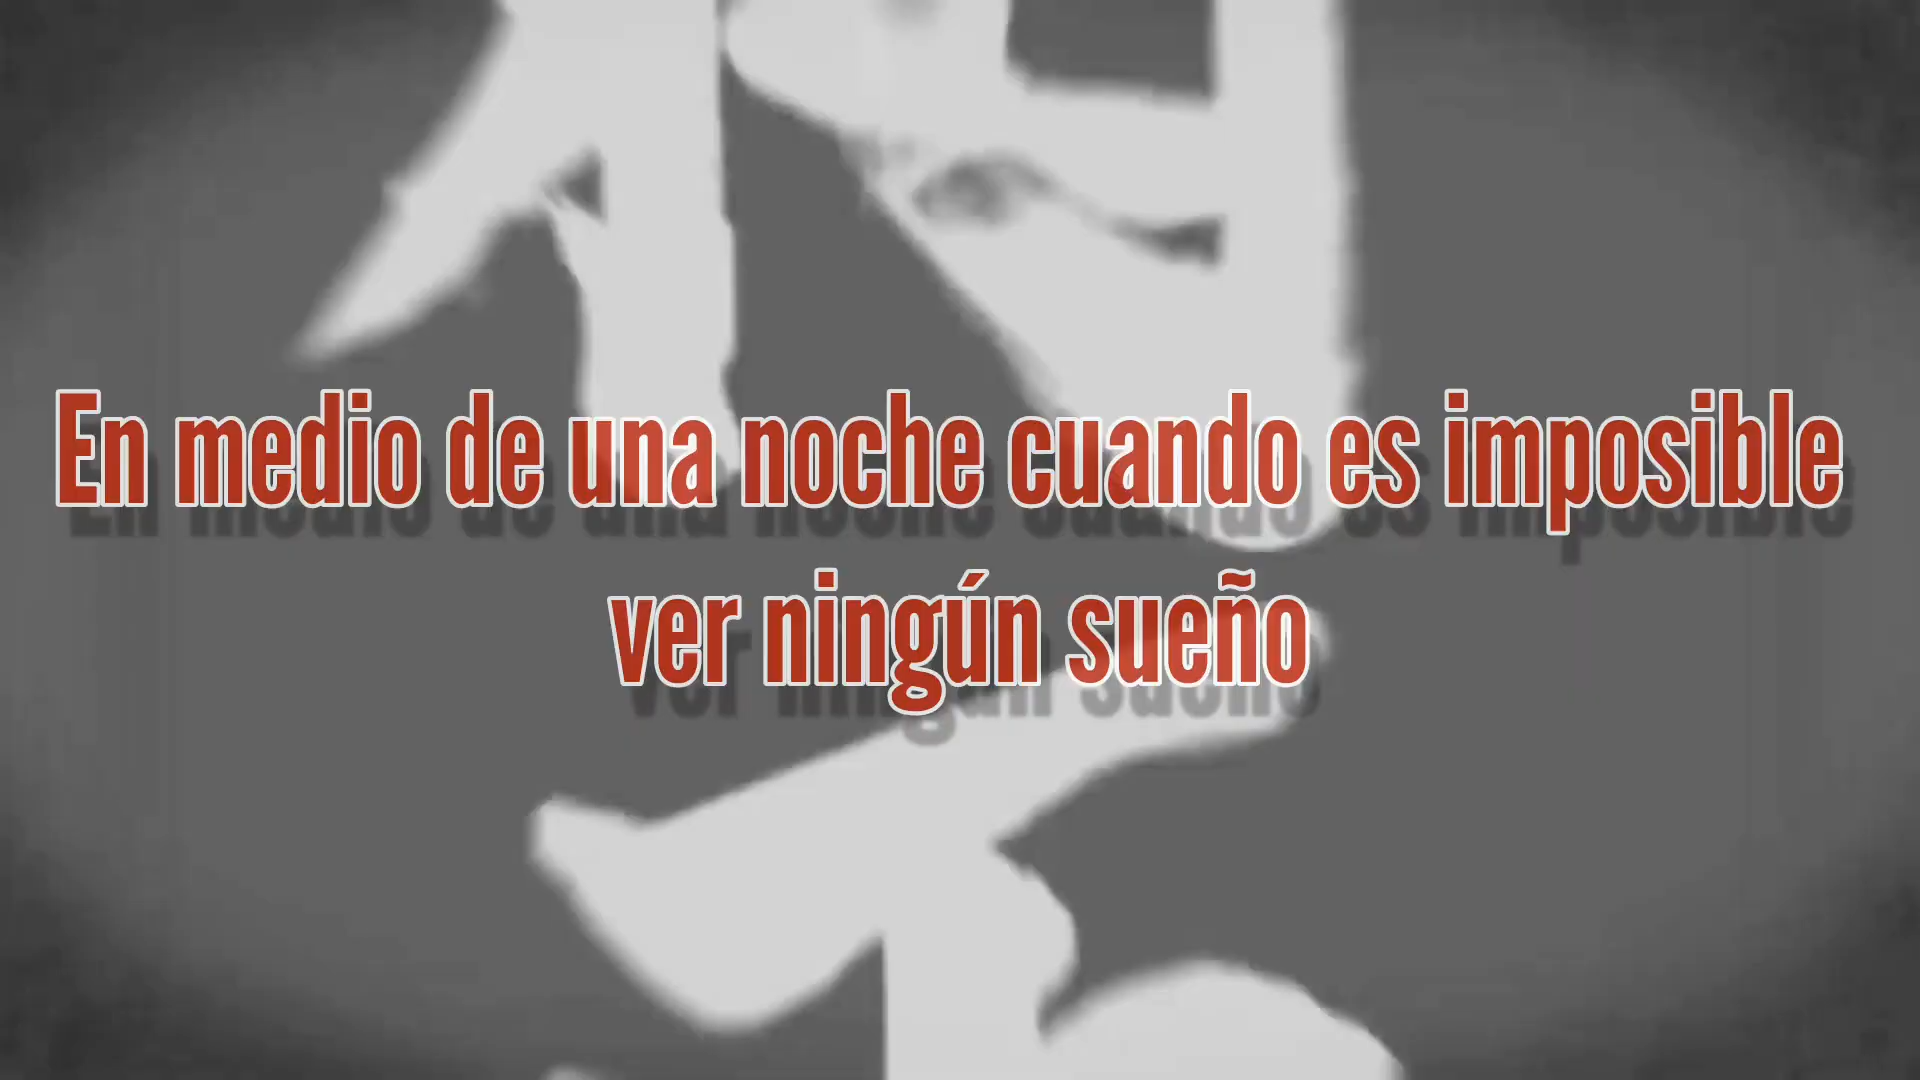 En medio de una noche cuando es imposible
ver ningún sueño